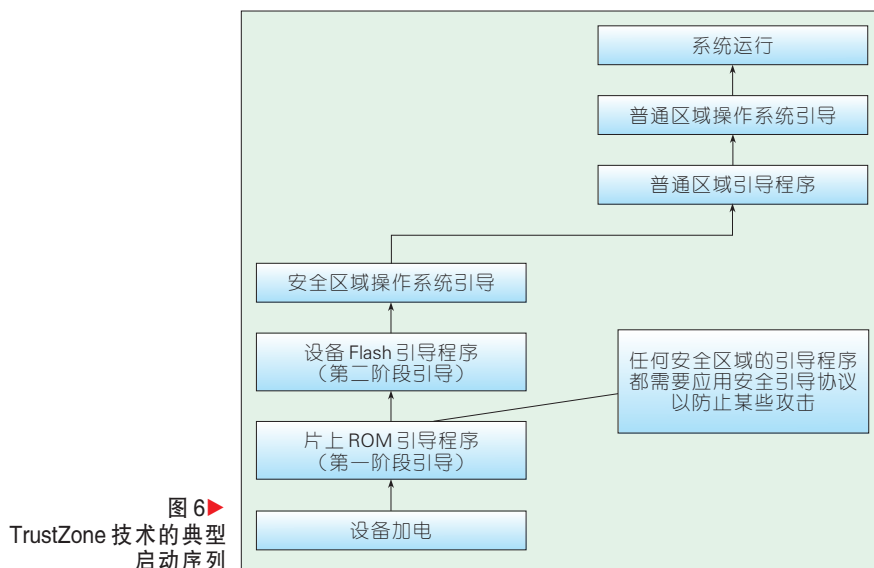 系统运行
普通区域操作系统引导
普通区域引导程序
安全区域操作系统引导
设备 Flash 引导程序
（第二阶段引导）
任何安全区域的引导程序
都需要应用安全引导协议
以防止某些攻击
片上 ROM 引导程序
（第一阶段引导）
设备加电
图 6▶
TrustZone 技术的典型
启动序列